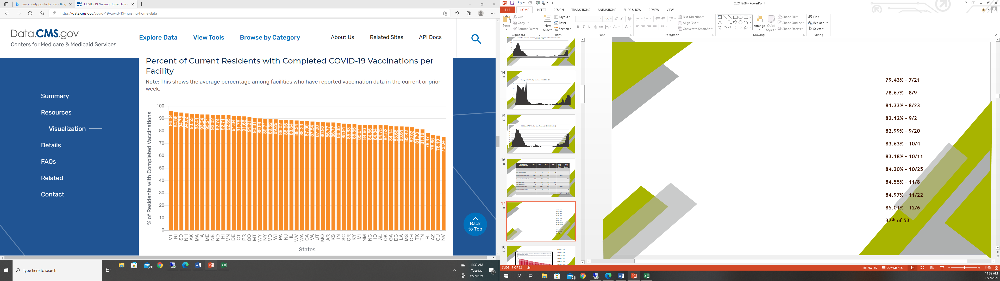 cms county positivity rate - Bing
COVID-19 Nursing Home Data -
https://data.cms.gov/covid-19/covid-19-nursing-home-data
Data.CMS.gov
Centers for Medicare & Medicaid Services
Explore Data
View Tools
Browse by Category
About Us
Related Sites
API Docs
Summary
Resources
Visualization
Details
FAQs
Related
Contact
Percent of Current Residents with Completed COVID-19 Vaccinations per
Facility
Note: This shows the average percentage among facilities who have reported vaccination data in the current or prior
week.
% of Residents with Completed Vaccinations
100
90
80
70
60
50
40
30
20
10
0
96.04 94.96 94.75 94.02 93.53 93.41 93.24 93.21 93.02 92.74 92.71 92.65 91.84 91.76 91.66 91.21 90.31 89.99 89.71 89.52 89.29 89.02 88.96 88.64 88.34 88.23 87.99 87.54 87.20 86.92 86.77 86.77 86.35 85.91 85.63 85.55 85.01 84.98 84.85 84.84 84.75 84.52 84.14 83.66 83.61 83.42 82.92 81.73 81.18 78.47 76.86 76.19 75.04
VT RI SD NH AK MA IA ME NE ND HI MN DE CT PR CO MT WY NY MD WI PA NJ IL WV WA CA VA UT MO AR KS IN SC OR KY MI NM NC ID AL OK GA DC LA MS OH TX TN FL AZ GU NV
States
Back
to Top
Type here to search
21
11:39 AM
Tuesday
12/7/2021
2
20211208 - PowerPoint
FILE
HOME
INSERT
DESIGN
TRANSITIONS
ANIMATIONS
SLIDE SHOW
REVIEW
VIEW
Paste
Cut
Copy
Format Painter
Clipboard
New
Slide
Layout
Reset
Section
Slides
13.5
B I U S abc AV Aa A
Font
Text Direction
Align Text
Convert to SmartArt
Paragraph
Arrange
Quick
Styles
Shape Fill
Shape Outline
Shape Effects
Drawing
Find
Replace
Select
Editing
14
15
16
17
18
79.43% - 7/21
78.67% - 8/9
81.33% - 8/23
82.12% - 9/2
82.99% - 9/20
83.63% - 10/4
83.18% - 10/11
84.30% - 10/25
84.55% - 11/8
84.97% - 11/22
85.01% - 12/6
37th of 53
SLIDE 17 OF 62
NOTES
COMMENTS
114%
21
11:39 AM
12/7/2021